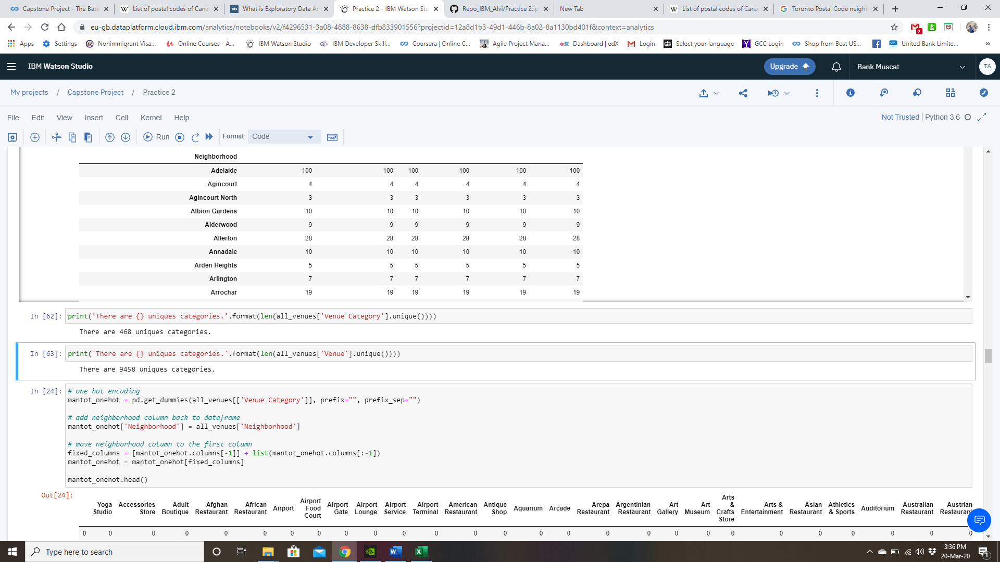 Capstone Project - The Batt
List of postal codes of Cana
tds What is Exploratory Data An
Practice 2 - IBM Watson Stu
Repo_IBM_Alvi/Practice 2.ip
New Tab
List of postal codes of Cana
Toronto Postal Code neighb
eu-gb.dataplatform.cloud.ibm.com/analytics/notebooks/v2/f4296531-3a08-4888-8638-dfb833901556?projectid=12a8d1b3-49d1-446b-8a02-8a1130bd401f&context=analytics
2
Apps Settings Nonimmigrant Visa... Online Courses - A... IBM Watson Studio IBM Developer Skill... Coursera | Online C... Agile Project Mana... Dashboard | edX Login Select your language GCC Login Shop from Best US... United Bank Limite... »
IBM Watson Studio Upgrade Bank Muscat TA
My projects / Capstone Project / Practice 2
File Edit View Insert Cell Kernel Help Not Trusted | Python 3.6
Run Format Code
Neighborhood
Adelaide 100 100 100 100 100 100
Agincourt 4 4 4 4 4 4
Agincourt North 3 3 3 3 3 3
Albion Gardens 10 10 10 10 10 10
Alderwood 9 9 9 9 9 9
Allerton 28 28 28 28 28 28
Annadale 10 10 10 10 10 10
Arden Heights 5 5 5 5 5 5
Arlington 7 7 7 7 7 7
Arrochar 19 19 19 19 19 19
In [62]: print('There are {} uniques categories.'.format(len(all_venues['Venue Category'].unique())))
There are 468 uniques categories.
In [63]: print('There are {} uniques categories.'.format(len(all_venues['Venue'].unique())))
There are 9458 uniques categories.
In [24]: # one hot encoding
mantot_onehot = pd.get_dummies(all_venues[['Venue Category']], prefix="", prefix_sep="")
# add neighborhood column back to dataframe
mantot_onehot['Neighborhood'] = all_venues['Neighborhood']
# move neighborhood column to the first column
fixed_columns = [mantot_onehot.columns[-1]] + list(mantot_onehot.columns[:-1])
mantot_onehot = mantot_onehot[fixed_columns]
mantot_onehot.head()
Out[24]:
Yoga Studio Accessories Store Adult Boutique Afghan Restaurant African Restaurant Airport Airport Food Court Airport Gate Airport Lounge Airport Service Airport Terminal American Restaurant Antique Shop Aquarium Arcade Arepa Restaurant Argentinian Restaurant Art Gallery Art Museum Arts & Crafts Store Arts & Entertainment Asian Restaurant Athletics & Sports Auditorium Australian Restaurant Austrian Restaurant
0 0 0 0 0 0 0 0 0 0 0 0 0 0 0 0 0 0 0 0 0 0 0 0 0 0 0
Type here to search
3:36 PM
20-Mar-20
1